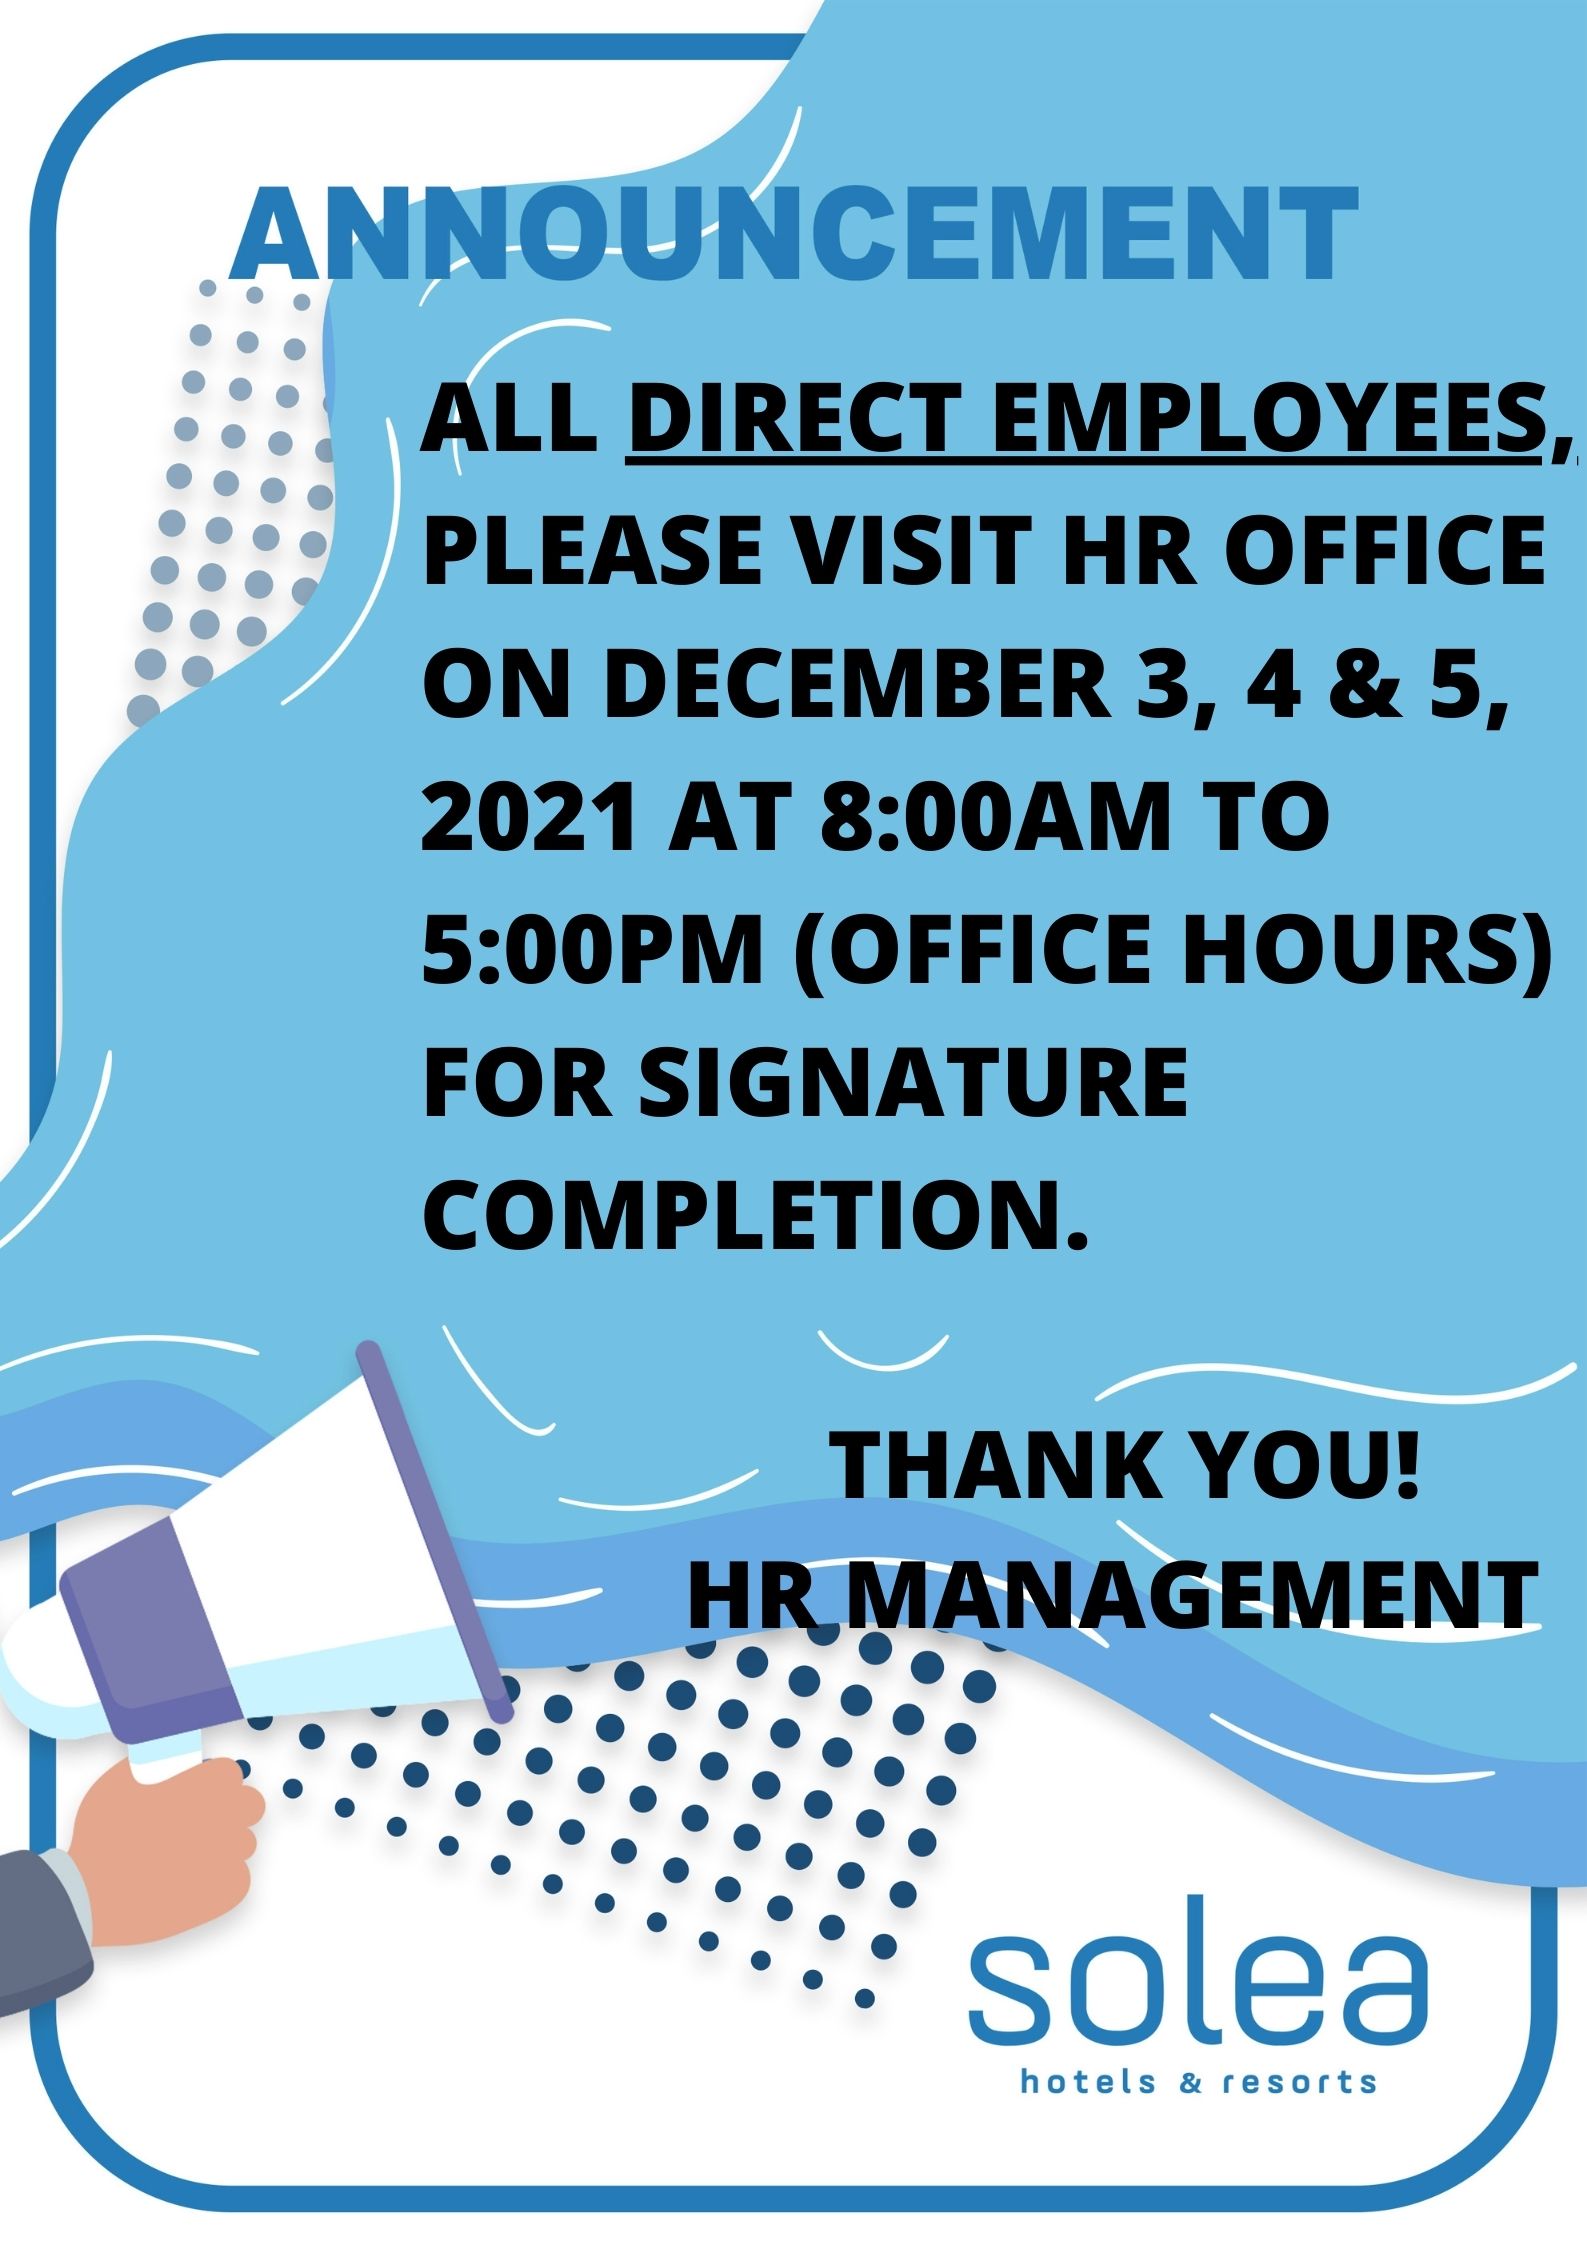 ANNOUNCEMENT
ALL DIRECT EMPLOYEES,
PLEASE VISIT HR OFFICE
ON DECEMBER 3, 4 & 5,
2021 AT 8:00AM TO
5:00PM (OFFICE HOURS)
FOR SIGNATURE
COMPLETION.
THANK YOU!
HR MANAGEMENT
solea
hotels & resorts